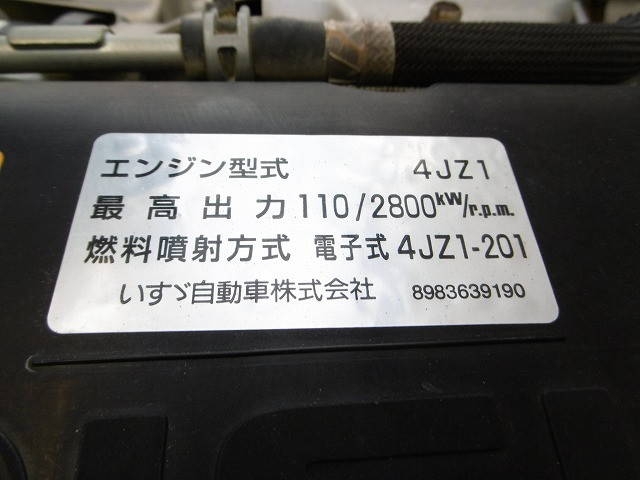 エンジン型式 4JZ1
最高出力 110/2800kW/r.p.m.
燃料噴射方式 電子式 4JZ1-201
いすゞ自動車株式会社 8983639190